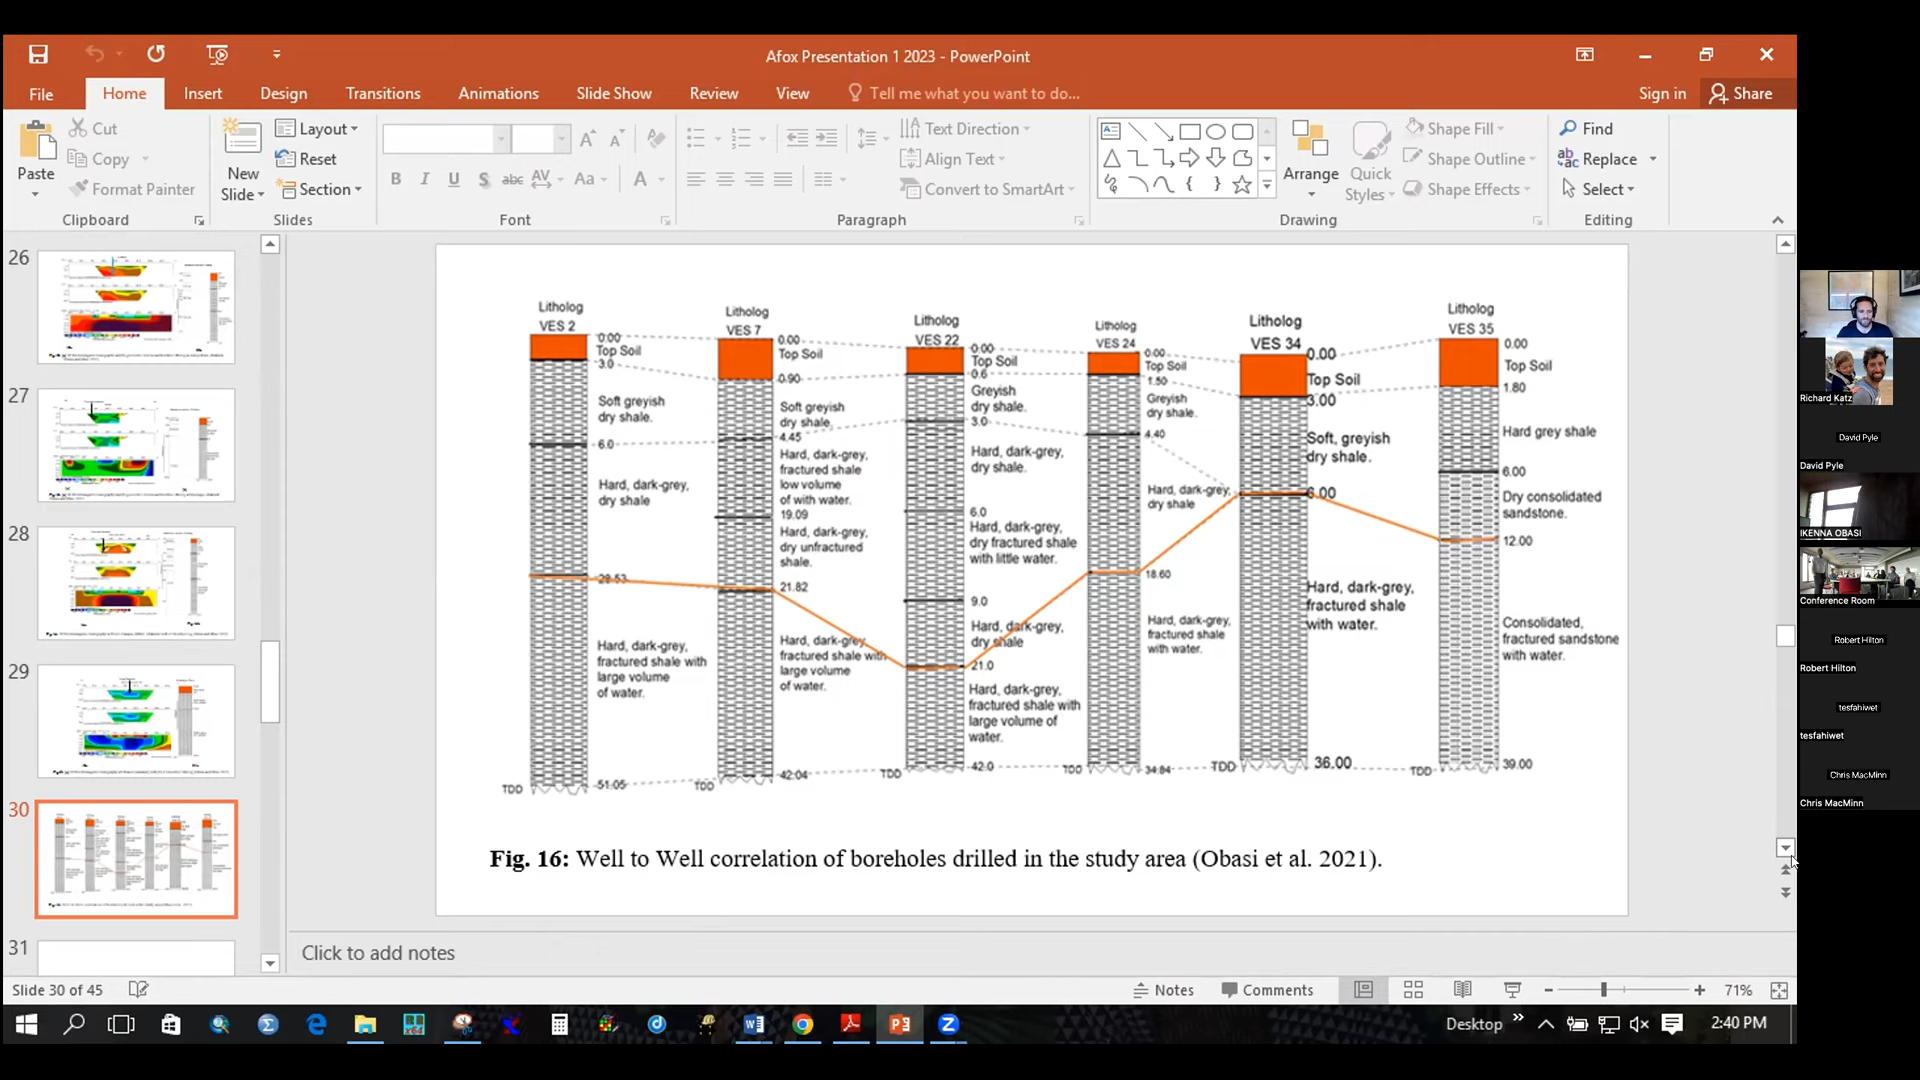 Afox Presentation 1 2023 - PowerPoint
File
Home
Insert
Design
Transitions
Animations
Slide Show
Review
View
Tell me what you want to do...
Sign in
Share
Paste
Cut
Copy
Format Painter
Clipboard
New
Slide
Layout
Reset
Section
Slides
B I U S abc AV Aa A
Font
Text Direction
Align Text
Convert to SmartArt
Paragraph
Arrange
Quick
Styles
Shape Fill
Shape Outline
Shape Effects
Drawing
Find
Replace
Select
Editing
26
27
28
29
30
31
Litholog
VES 2
0.00
Top Soil
3.0
Soft greyish
dry shale.
6.0
Hard, dark-grey,
dry shale
Hard, dark-grey,
fractured shale with
large volume
of water.
TDD
51.05
Litholog
VES 7
0.00
Top Soil
0.90
Soft greyish
dry shale.
4.45
Hard, dark-grey,
fractured shale
low volume
of with water.
19.09
Hard, dark-grey,
dry unfractured
shale.
21.82
Hard, dark-grey,
fractured shale with
large volume
of water.
TDD
42.04
Litholog
VES 22
0.00
Top Soil
0.6
Greyish
dry shale.
3.0
Hard, dark-grey,
dry shale.
6.0
Hard, dark-grey,
dry fractured shale
with little water.
9.0
Hard, dark-grey,
dry shale
21.0
Hard, dark-grey,
fractured shale with
large volume of
water.
TDD
42.0
Litholog
VES 24
0.00
Top Soil
1.50
Greyish
dry shale.
4.40
Hard, dark-grey,
dry shale
18.60
Hard, dark-grey,
fractured shale
with water.
TDD
34.84
Litholog
VES 34
0.00
Top Soil
3.00
Soft, greyish
dry shale.
6.00
Hard, dark-grey,
fractured shale
with water.
TDD
36.00
Litholog
VES 35
0.00
Top Soil
1.80
Hard grey shale
6.00
Dry consolidated
sandstone.
12.00
Consolidated,
fractured sandstone
with water.
TDD
39.00
Fig. 16: Well to Well correlation of boreholes drilled in the study area (Obasi et al. 2021).
Click to add notes
Slide 30 of 45
Notes
Comments
71%
Desktop
2:40 PM
Richard Katz
David Pyle
David Pyle
IKENNA OBASI
Conference Room
Robert Hilton
Robert Hilton
tesfahiwet
tesfahiwet
Chris MacMinn
Chris MacMinn